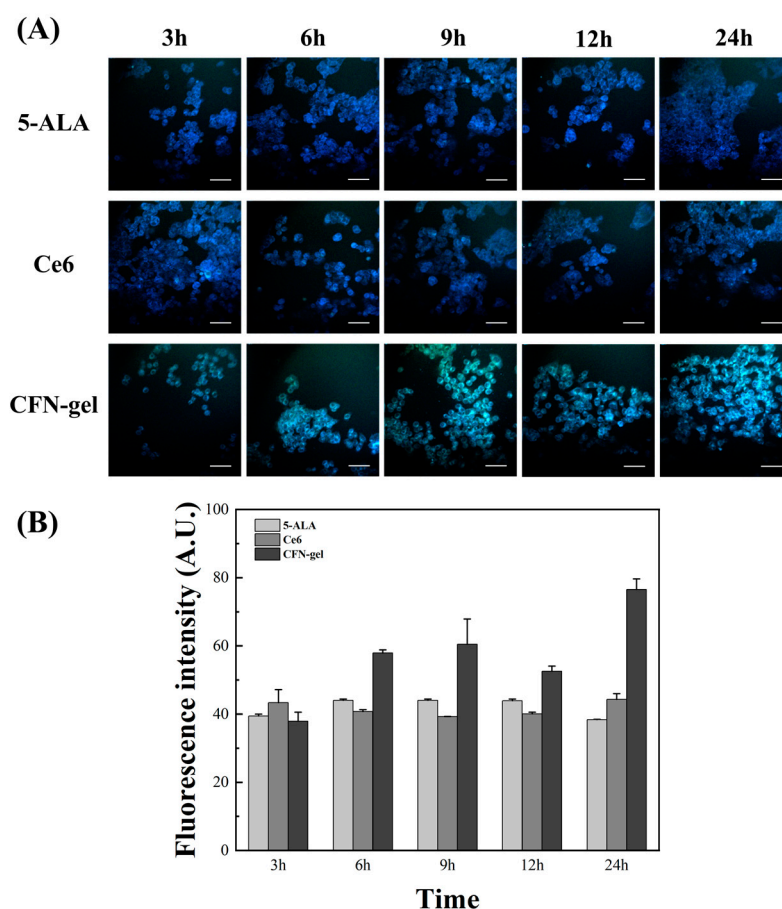 (A)
3h 6h 9h 12h 24h
5-ALA
Ce6
CFN-gel
(B)
Fluorescence intensity (A.U.)
100
80
60
40
20
0
5-ALA
Ce6
CFN-gel
3h 6h 9h 12h 24h
Time